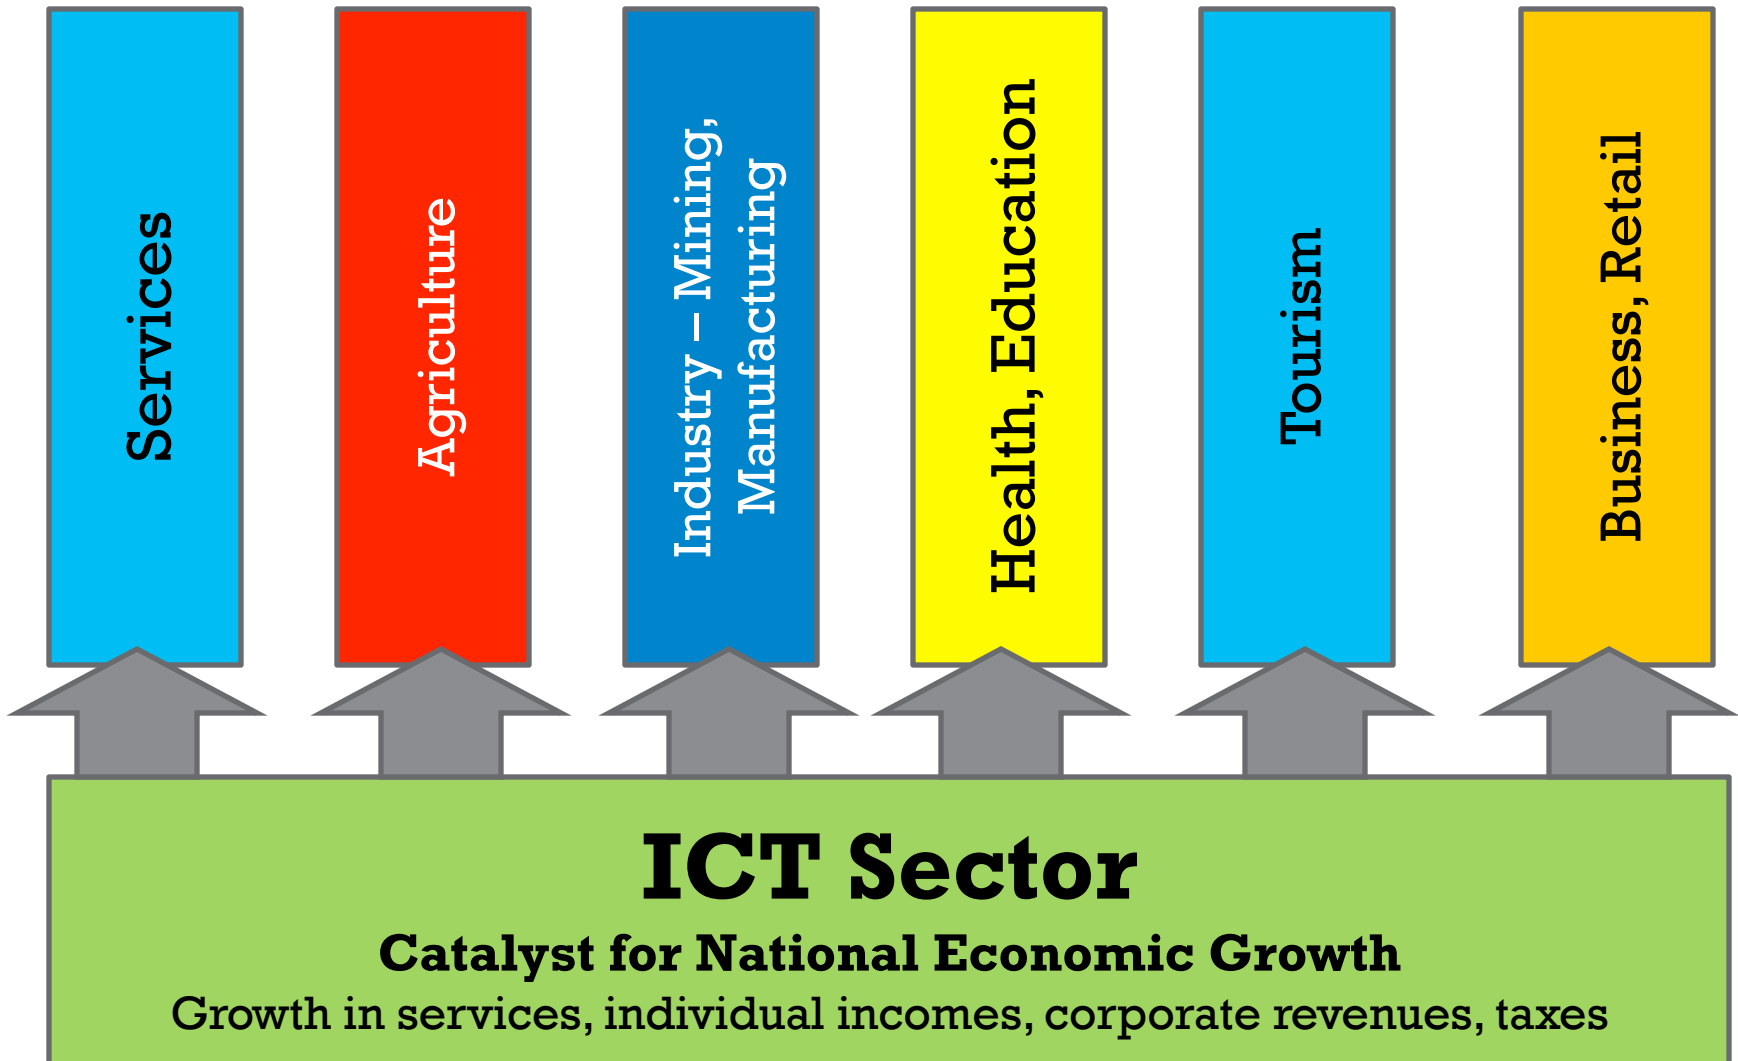 Services
Agriculture
Industry – Mining,
Manufacturing
Health, Education
Tourism
Business, Retail
ICT Sector
Catalyst for National Economic Growth
Growth in services, individual incomes, corporate revenues, taxes